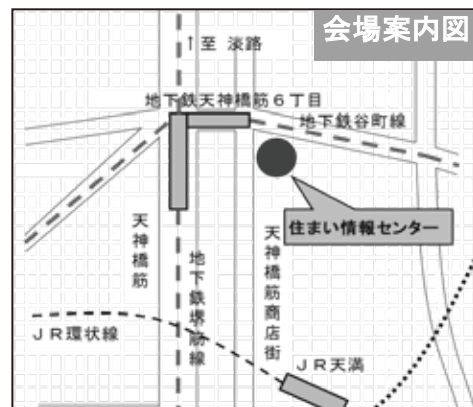 会場案内図
↑至 淡路
地下鉄天神橋筋６丁目
地下鉄谷町線
住まい情報センター
天神橋筋
地下鉄堺筋線
天神橋筋商店街
ＪＲ環状線
ＪＲ天満